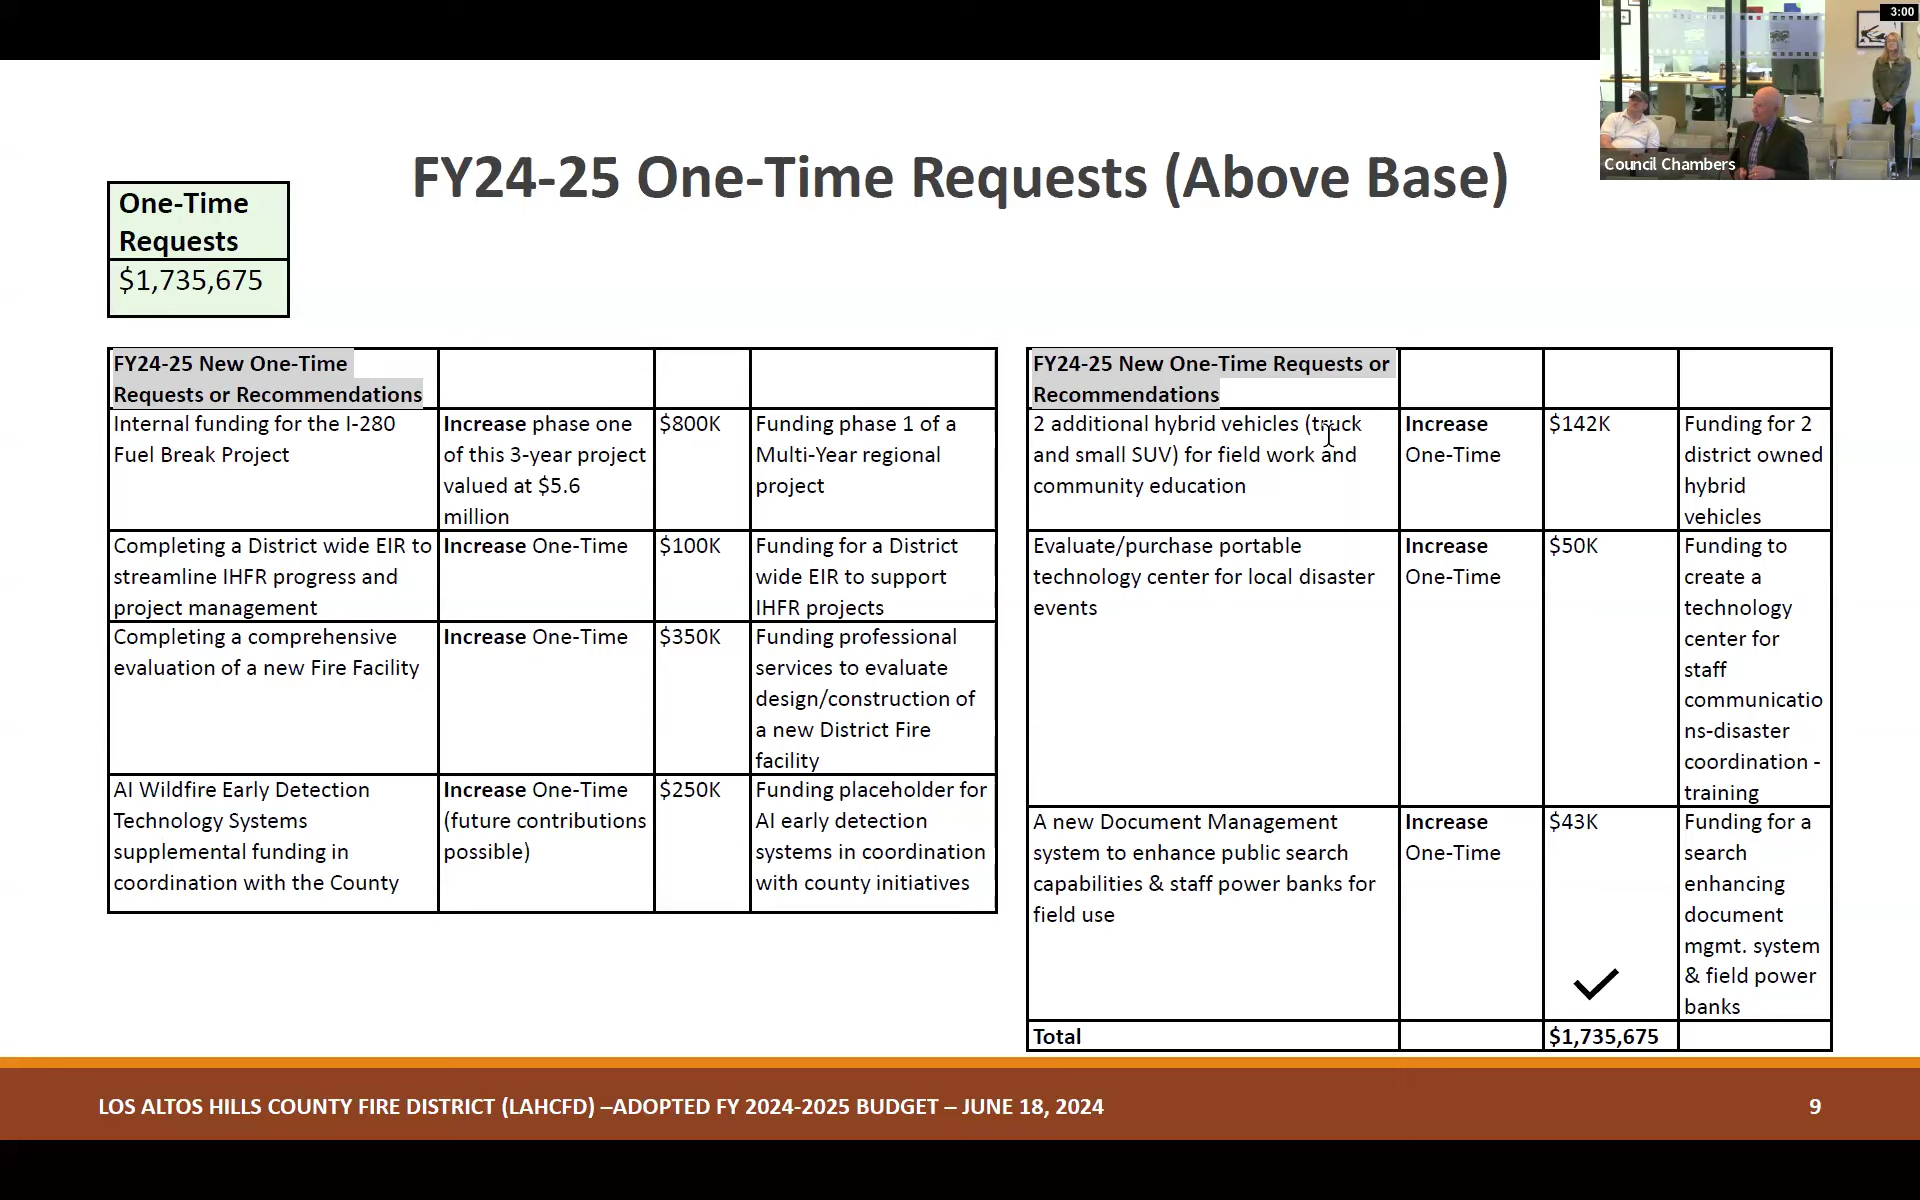 3:00
Council Chambers
FY24-25 One-Time Requests (Above Base)
One-Time
Requests
$1,735,675
FY24-25 New One-Time
Requests or Recommendations
Internal funding for the I-280
Fuel Break Project
Increase phase one
of this 3-year project
valued at $5.6
million
$800K
Funding phase 1 of a
Multi-Year regional
project
Completing a District wide EIR to
streamline IHFR progress and
project management
Increase One-Time
$100K
Funding for a District
wide EIR to support
IHFR projects
Completing a comprehensive
evaluation of a new Fire Facility
Increase One-Time
$350K
Funding professional
services to evaluate
design/construction of
a new District Fire
facility
AI Wildfire Early Detection
Technology Systems
supplemental funding in
coordination with the County
Increase One-Time
(future contributions
possible)
$250K
Funding placeholder for
AI early detection
systems in coordination
with county initiatives
FY24-25 New One-Time Requests or
Recommendations
2 additional hybrid vehicles (truck
and small SUV) for field work and
community education
Increase
One-Time
$142K
Funding for 2
district owned
hybrid
vehicles
Evaluate/purchase portable
technology center for local disaster
events
Increase
One-Time
$50K
Funding to
create a
technology
center for
staff
communicatio
ns-disaster
coordination -
training
A new Document Management
system to enhance public search
capabilities & staff power banks for
field use
Increase
One-Time
$43K
Funding for a
search
enhancing
document
mgmt. system
& field power
banks
Total
$1,735,675
LOS ALTOS HILLS COUNTY FIRE DISTRICT (LAHCFD) –ADOPTED FY 2024-2025 BUDGET – JUNE 18, 2024
9